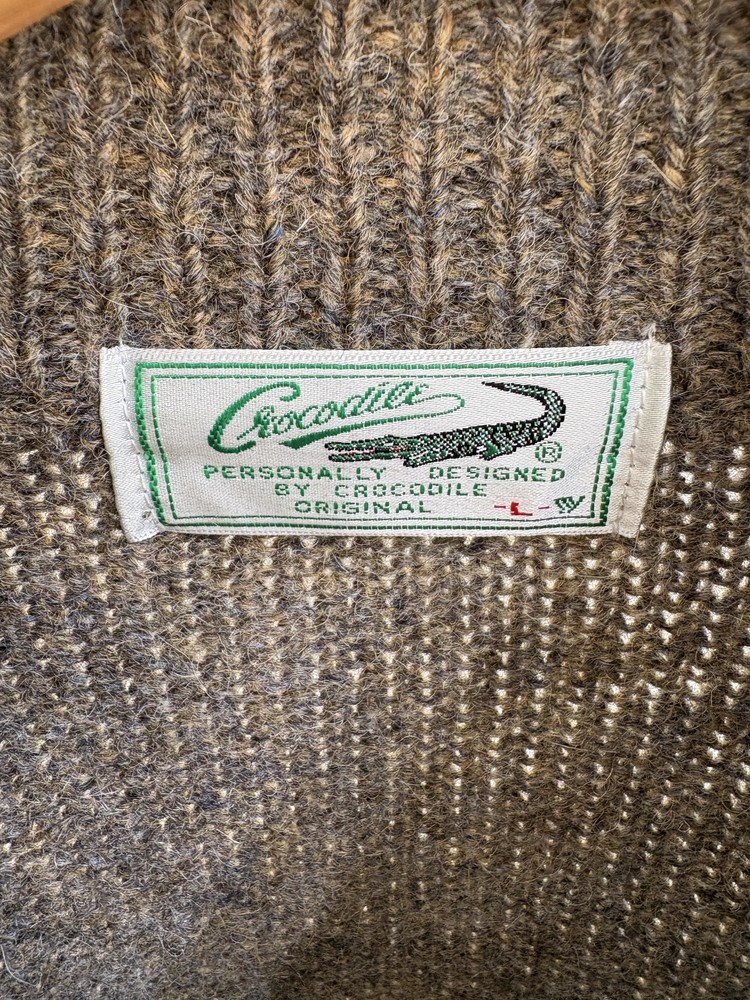 Crocodile
®
PERSONALLY DESIGNED
BY CROCODILE
ORIGINAL -L-